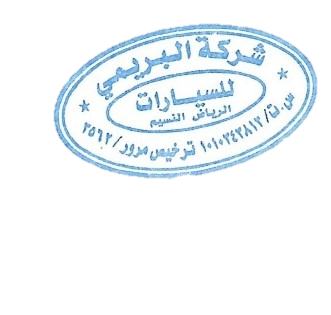 شركة البريمي
للسيارات
الرياض النسيم
س.ت/ ١٠١٠٢٤٢٨١٢ ترخيص مرور / ٢٥٦٢